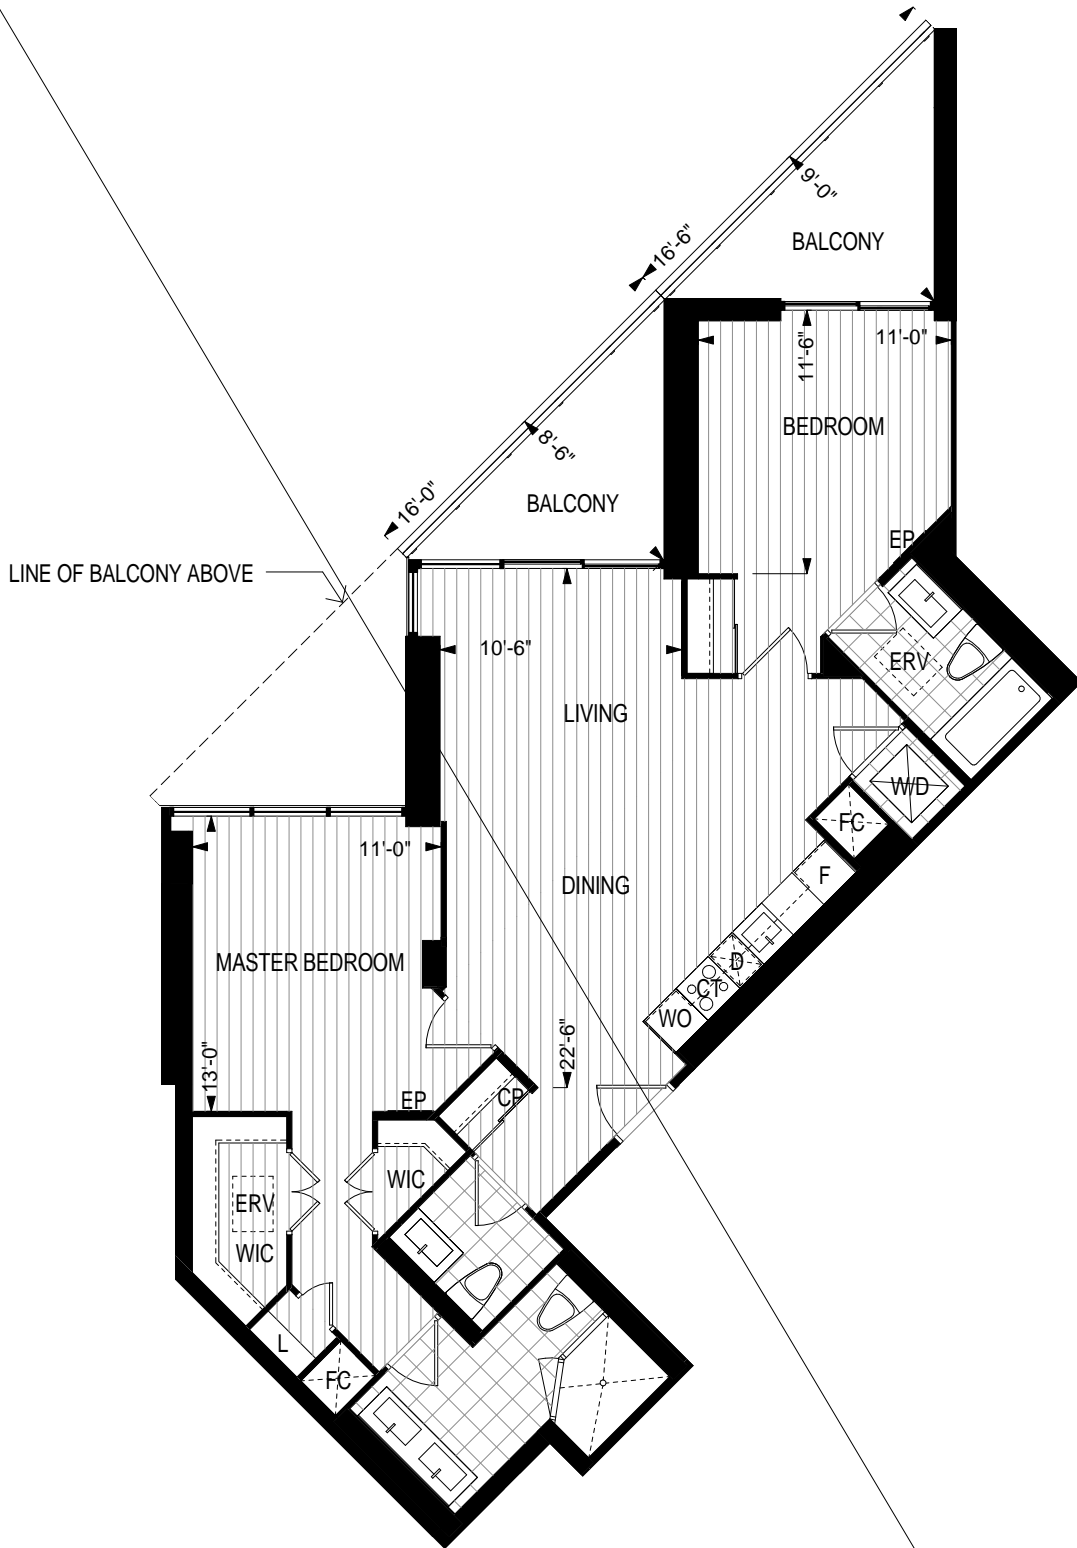 9'-0"
16'-6"
BALCONY
11'-6"
11'-0"
BEDROOM
8'-6"
16'-0"
BALCONY
EP
LINE OF BALCONY ABOVE
10'-6"
ERV
LIVING
W/D
FC
11'-0"
F
DINING
MASTER BEDROOM
D
CT
WO
22'-6"
13'-0"
EP
CP
WIC
ERV
WIC
L
FC